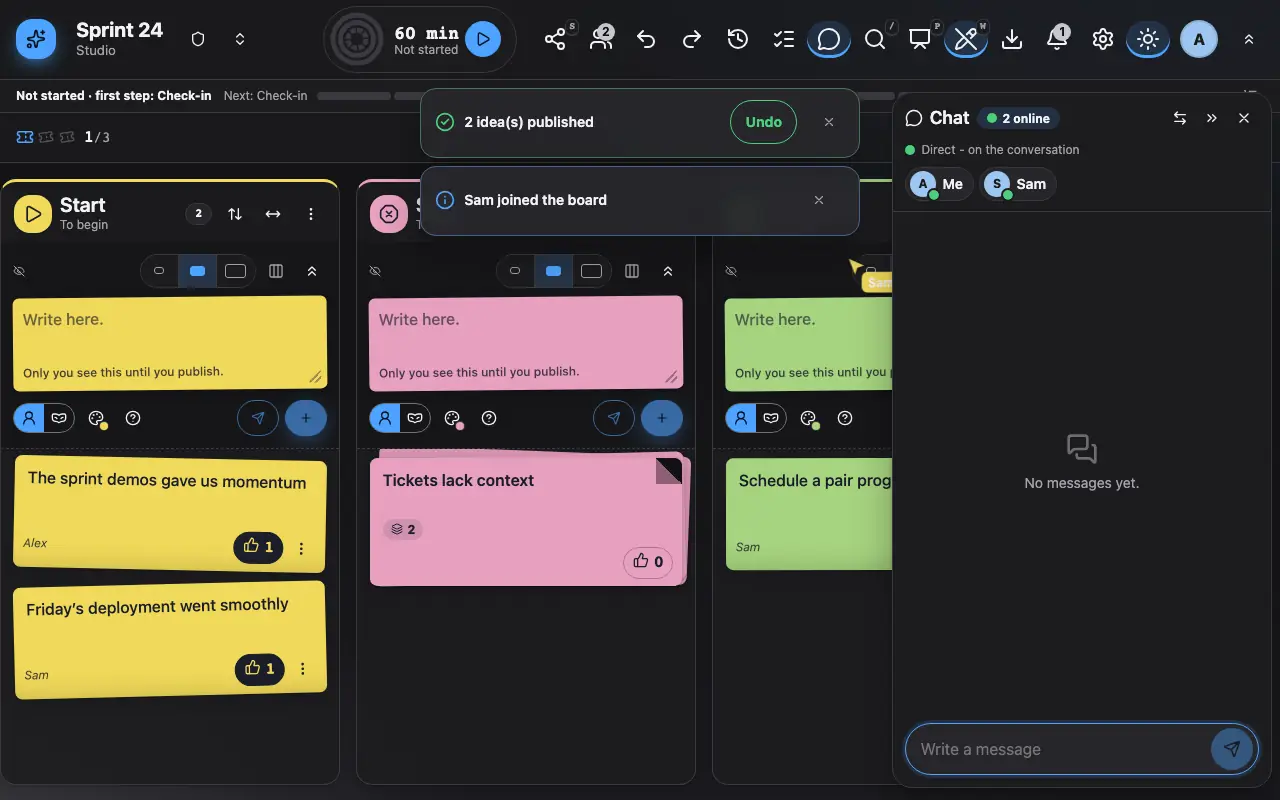 Sprint 24
Studio
60 min
Not started
S
2
/
P
W
1
A
Not started · first step: Check-in
Next: Check-in
1/3
2 idea(s) published
Undo
Sam joined the board
Chat
2 online
Direct - on the conversation
A Me
S Sam
Start
To begin
2
Write here.
Only you see this until you publish.
Write here.
Only you see this until you publish.
Write here.
Only you see this until you
The sprint demos gave us momentum
Alex
1
Friday's deployment went smoothly
Sam
1
Tickets lack context
2
0
Schedule a pair prog
Sam
No messages yet.
Write a message